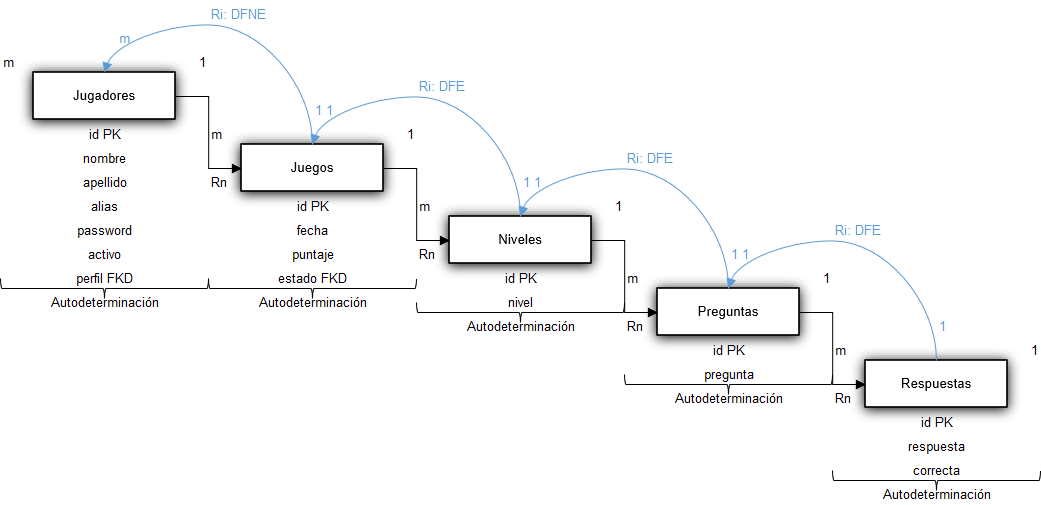 Ri: DFNE
m
m
1
Jugadores
id PK
nombre
apellido
alias
password
activo
perfil FKD
Autodeterminación
m
Rn
Ri: DFE
1 1
1
Juegos
id PK
fecha
puntaje
estado FKD
Autodeterminación
m
Rn
Ri: DFE
1 1
1
Niveles
id PK
nivel
Autodeterminación
m
Rn
Ri: DFE
1 1
1
Preguntas
id PK
pregunta
Autodeterminación
m
Rn
1
1
Respuestas
id PK
respuesta
correcta
Autodeterminación